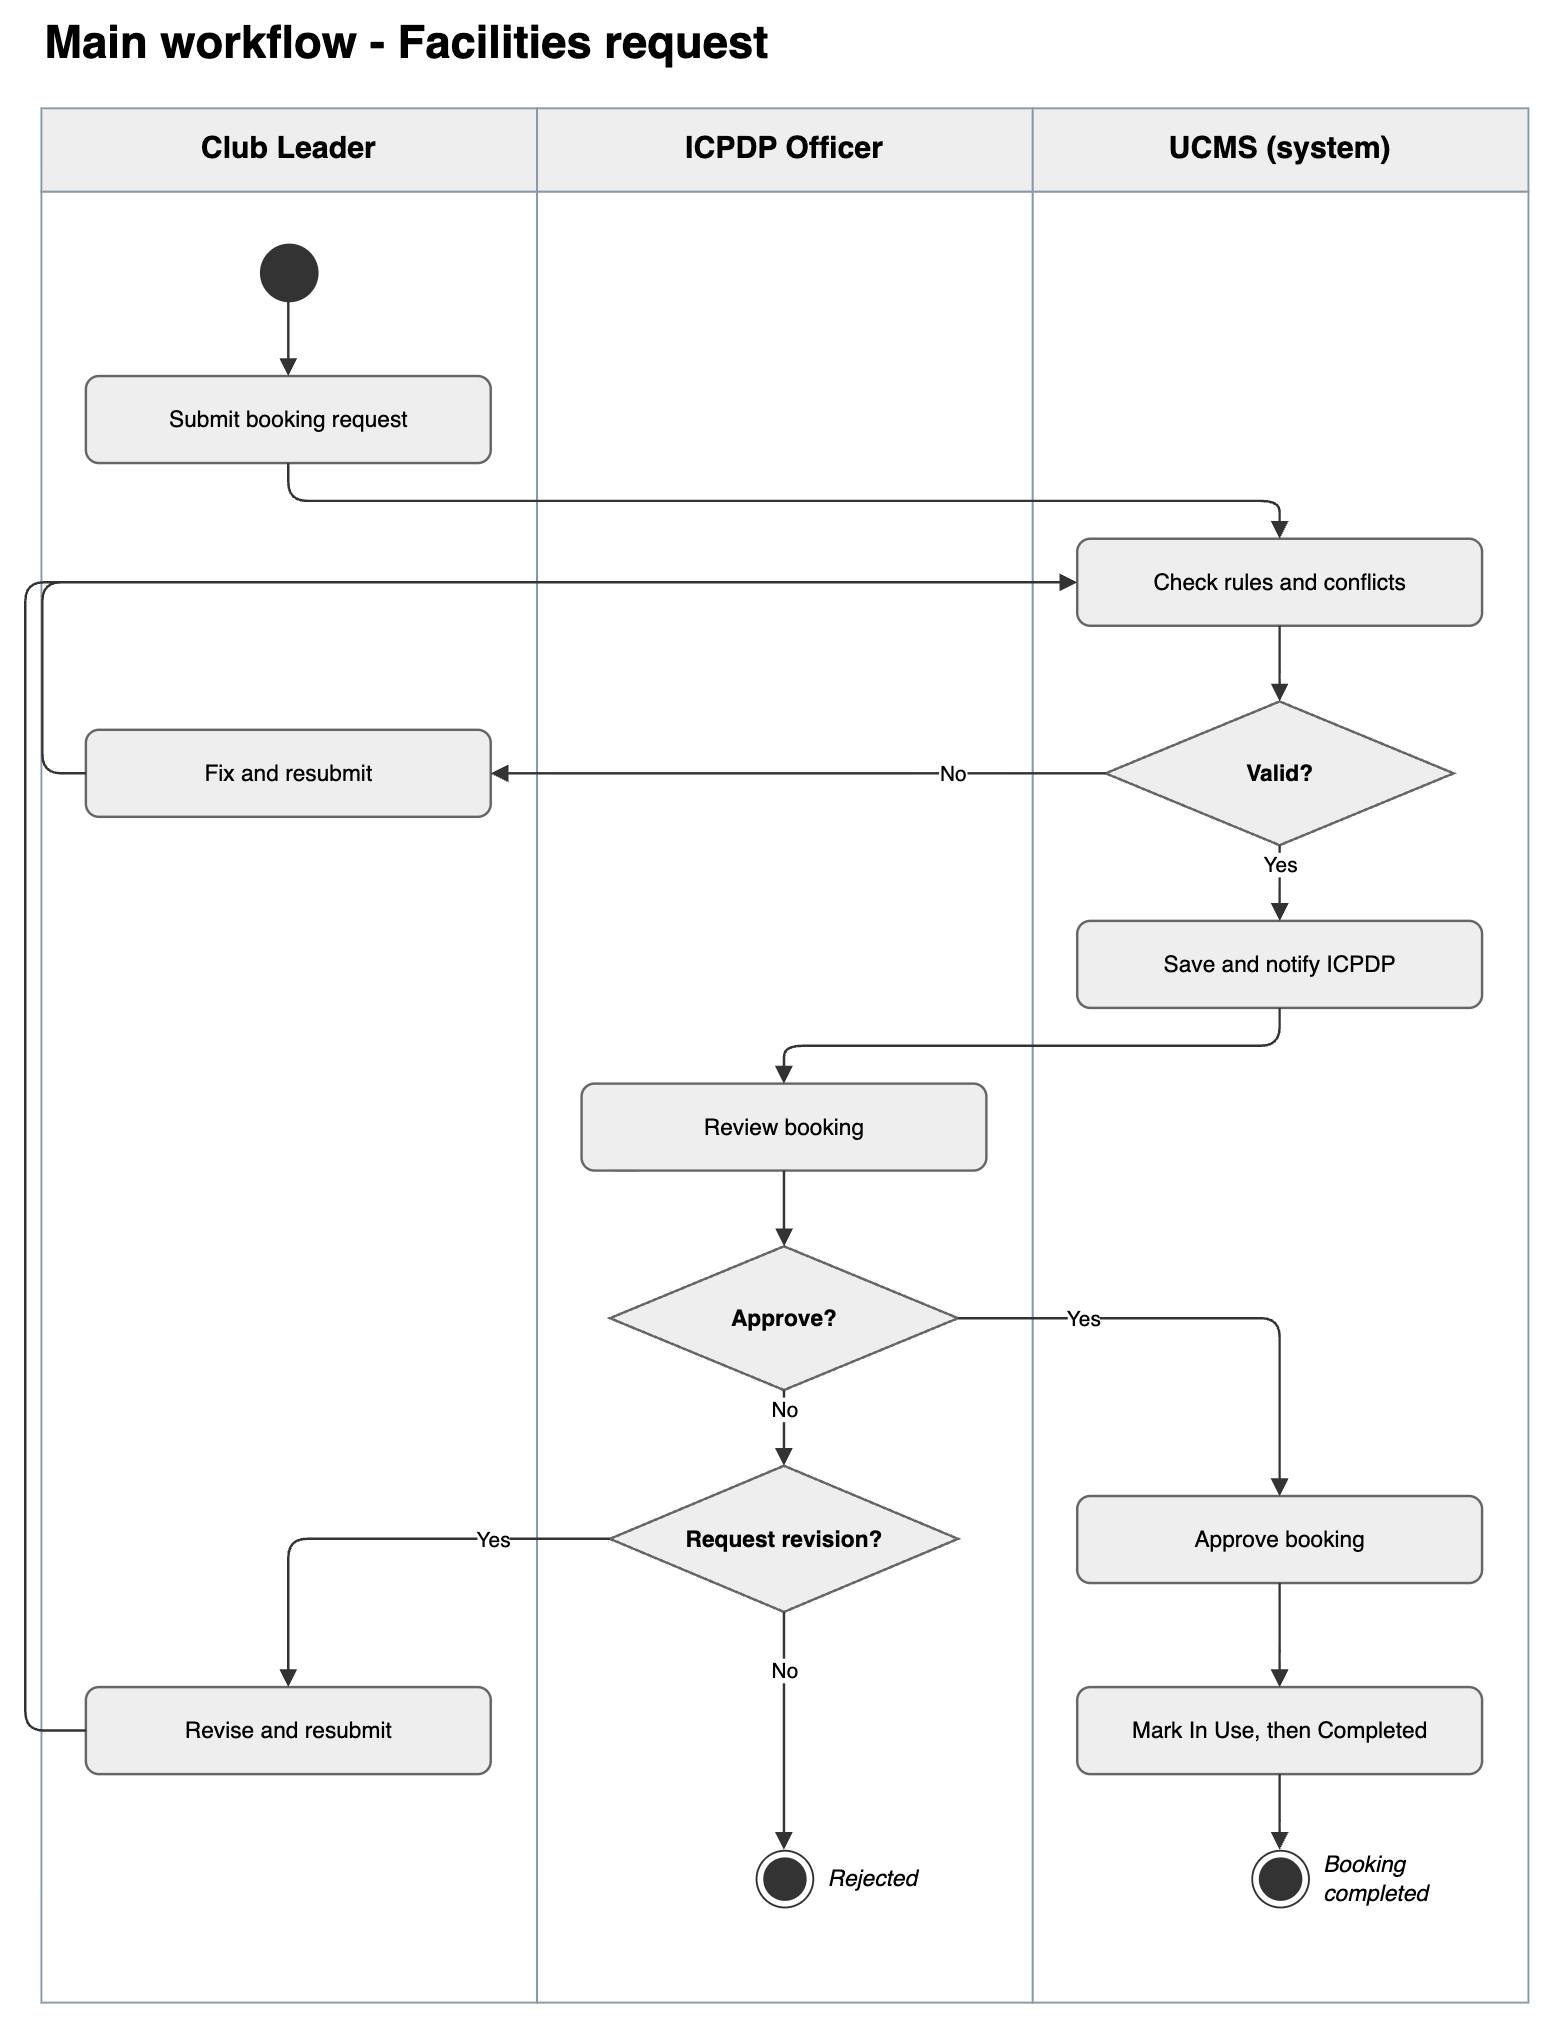 Main workflow - Facilities request
Club Leader
ICPDP Officer
UCMS (system)
Submit booking request
Check rules and conflicts
Fix and resubmit
No
Valid?
Yes
Save and notify ICPDP
Review booking
Approve?
Yes
No
Yes
Request revision?
Approve booking
No
Revise and resubmit
Mark In Use, then Completed
Rejected
Booking
completed